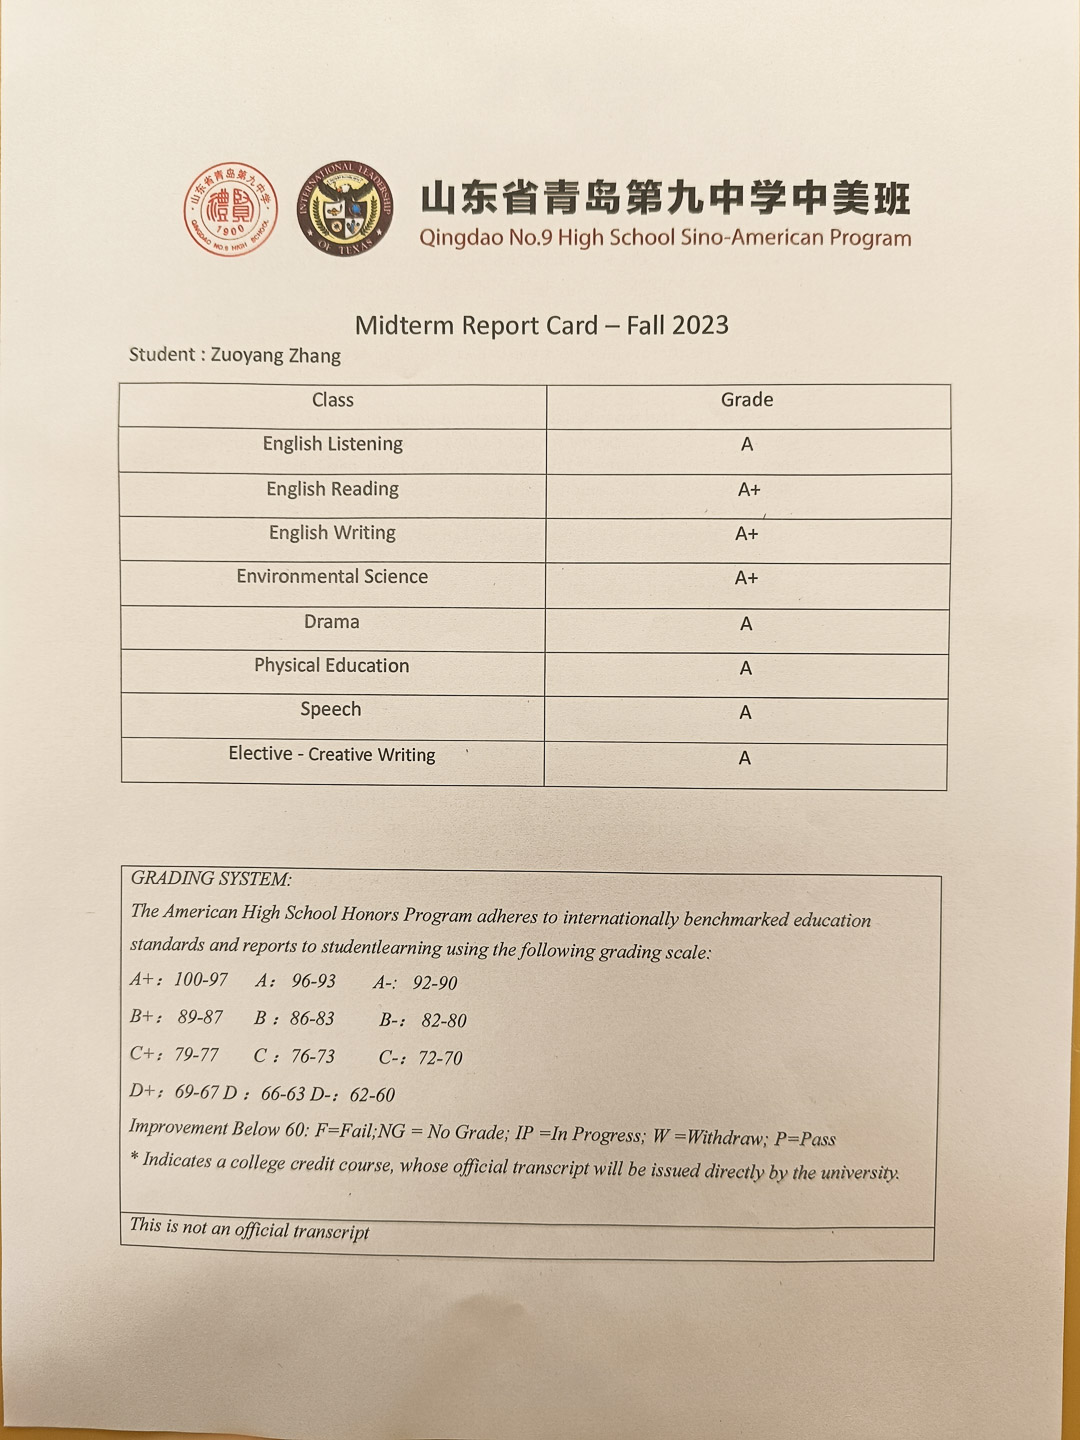 ·山东省青岛第九中学·
禮賢
1900
QINGDAO NO.9 HIGH SCHOOL
INTERNATIONAL LEADERSHIP
OF TEXAS
山东省青岛第九中学中美班
Qingdao No.9 High School Sino-American Program
Midterm Report Card – Fall 2023
Student : Zuoyang Zhang
Class Grade
English Listening A
English Reading A+
English Writing A+
Environmental Science A+
Drama A
Physical Education A
Speech A
Elective - Creative Writing A
GRADING SYSTEM:
The American High School Honors Program adheres to internationally benchmarked education
standards and reports to studentlearning using the following grading scale:
A+: 100-97 A: 96-93 A-: 92-90
B+: 89-87 B : 86-83 B-: 82-80
C+: 79-77 C : 76-73 C-: 72-70
D+: 69-67 D : 66-63 D-: 62-60
Improvement Below 60: F=Fail;NG = No Grade; IP =In Progress; W =Withdraw; P=Pass
* Indicates a college credit course, whose official transcript will be issued directly by the university.
This is not an official transcript